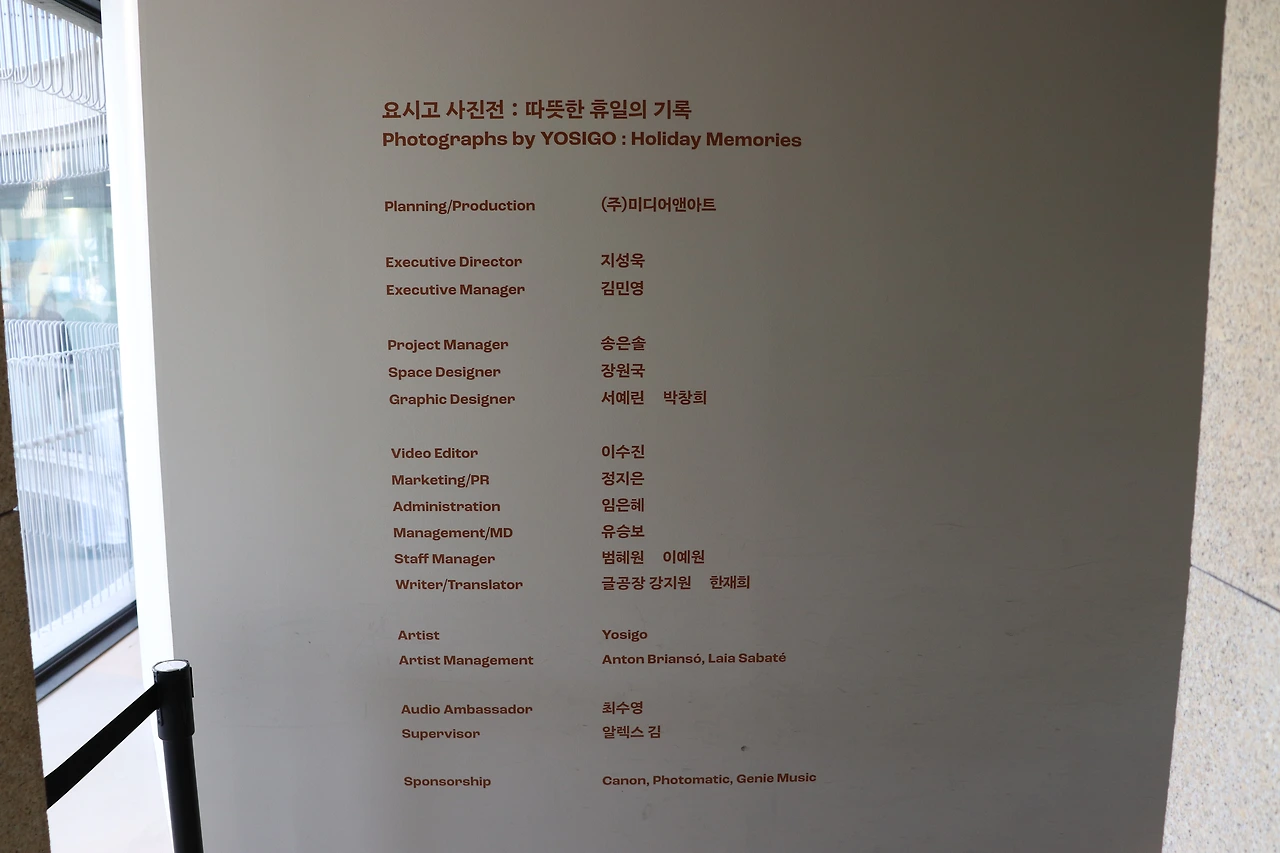 요시고 사진전 : 따뜻한 휴일의 기록
Photographs by YOSIGO : Holiday Memories
Planning/Production (주)미디어앤아트
Executive Director 지성욱
Executive Manager 김민영
Project Manager 송은솔
Space Designer 장원국
Graphic Designer 서예린 박창희
Video Editor 이수진
Marketing/PR 정지은
Administration 임은혜
Management/MD 유승보
Staff Manager 범혜원 이예원
Writer/Translator 글공장 강지원 한재희
Artist Yosigo
Artist Management Anton Briansó, Laia Sabaté
Audio Ambassador 최수영
Supervisor 알렉스 김
Sponsorship Canon, Photomatic, Genie Music